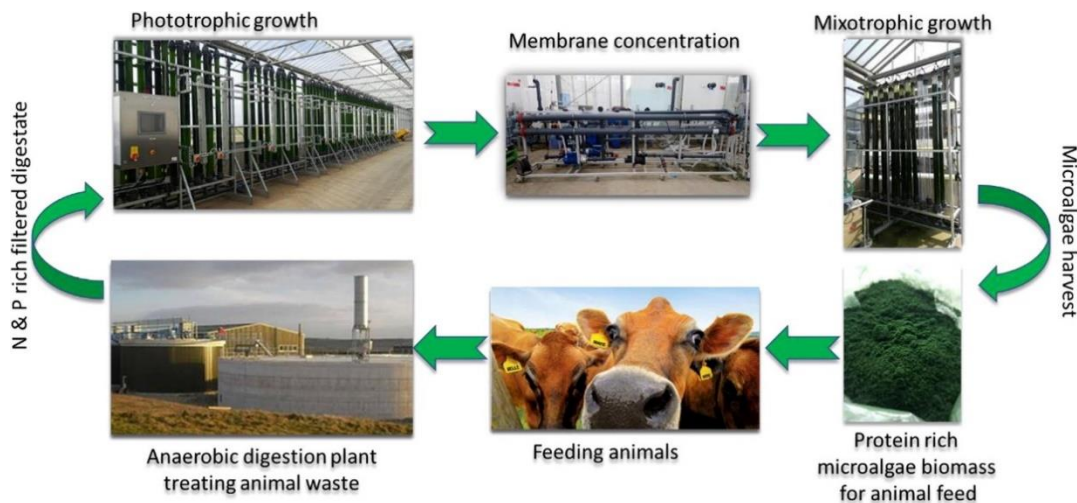 Phototrophic growth
Membrane concentration
Mixotrophic growth
N & P rich filtered digestate
Microalgae harvest
Anaerobic digestion plant
treating animal waste
Feeding animals
Protein rich
microalgae biomass
for animal feed
BELLE